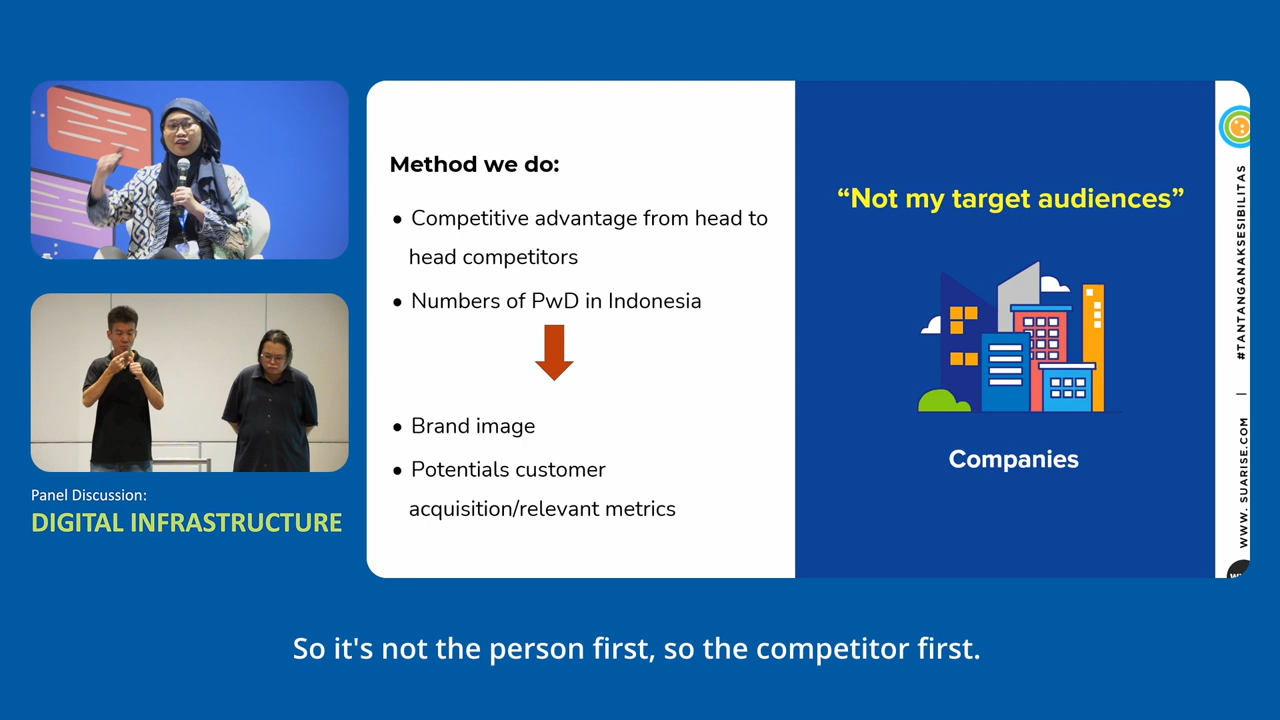 Panel Discussion:
DIGITAL INFRASTRUCTURE
Method we do:
• Competitive advantage from head to
head competitors
• Numbers of PwD in Indonesia
• Brand image
• Potentials customer
acquisition/relevant metrics
“Not my target audiences”
Companies
WWW. SUARISE.COM | #TANTANGANAKSESIBILITAS
So it's not the person first, so the competitor first.